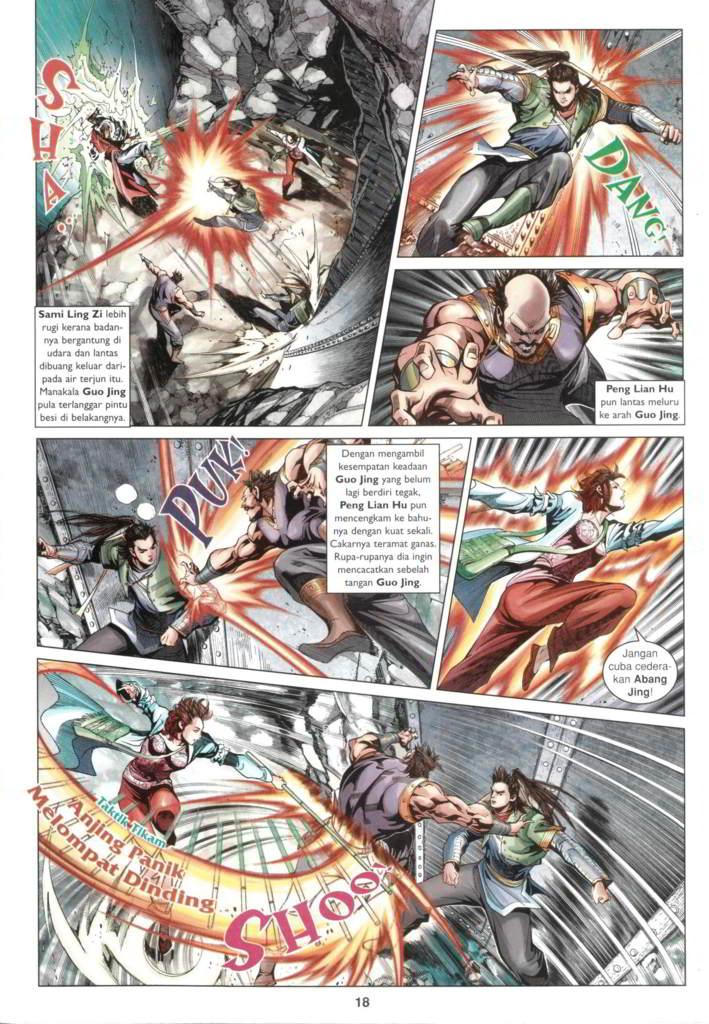 SHA!
Sami Ling Zi lebih
rugi kerana badan-
nya bergantung di
udara dan lantas
dibuang keluar dari-
pada air terjun itu.
Manakala Guo Jing
pula terlanggar pintu
besi di belakangnya.
DANG!
Peng Lian Hu
pun lantas meluru
ke arah Guo Jing.
PUK!
Dengan mengambil
kesempatan keadaan
Guo Jing yang belum
lagi berdiri tegak,
Peng Lian Hu pun
mencengkam ke bahu-
nya dengan kuat sekali.
Cakarnya teramat ganas.
Rupa-rupanya dia ingin
mencacatkan sebelah
tangan Guo Jing.
Jangan
cuba cedera-
kan Abang
Jing!
Taktik Tikam
Anjing Panik
Melompat Dinding
SHOO!
18